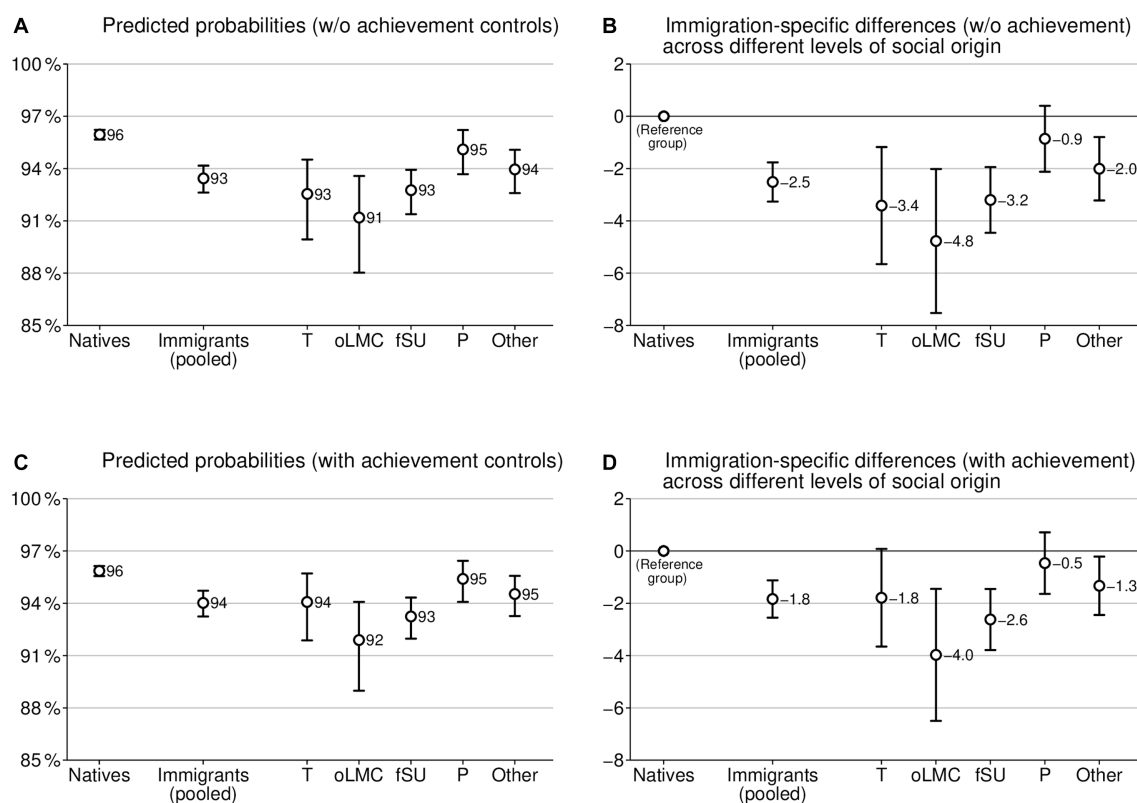 A Predicted probabilities (w/o achievement controls)
100 %
97 %
94 %
91 %
88 %
85 %
96
93
93
91
93
95
94
Natives Immigrants T oLMC fSU P Other
(pooled)
B Immigration-specific differences (w/o achievement)
across different levels of social origin
2
0
−2
−4
−6
−8
(Reference
group)
−2.5
−3.4
−4.8
−3.2
−0.9
−2.0
Natives Immigrants T oLMC fSU P Other
(pooled)
C Predicted probabilities (with achievement controls)
100 %
97 %
94 %
91 %
88 %
85 %
96
94
94
92
93
95
95
Natives Immigrants T oLMC fSU P Other
(pooled)
D Immigration-specific differences (with achievement)
across different levels of social origin
2
0
−2
−4
−6
−8
(Reference
group)
−1.8
−1.8
−4.0
−2.6
−0.5
−1.3
Natives Immigrants T oLMC fSU P Other
(pooled)